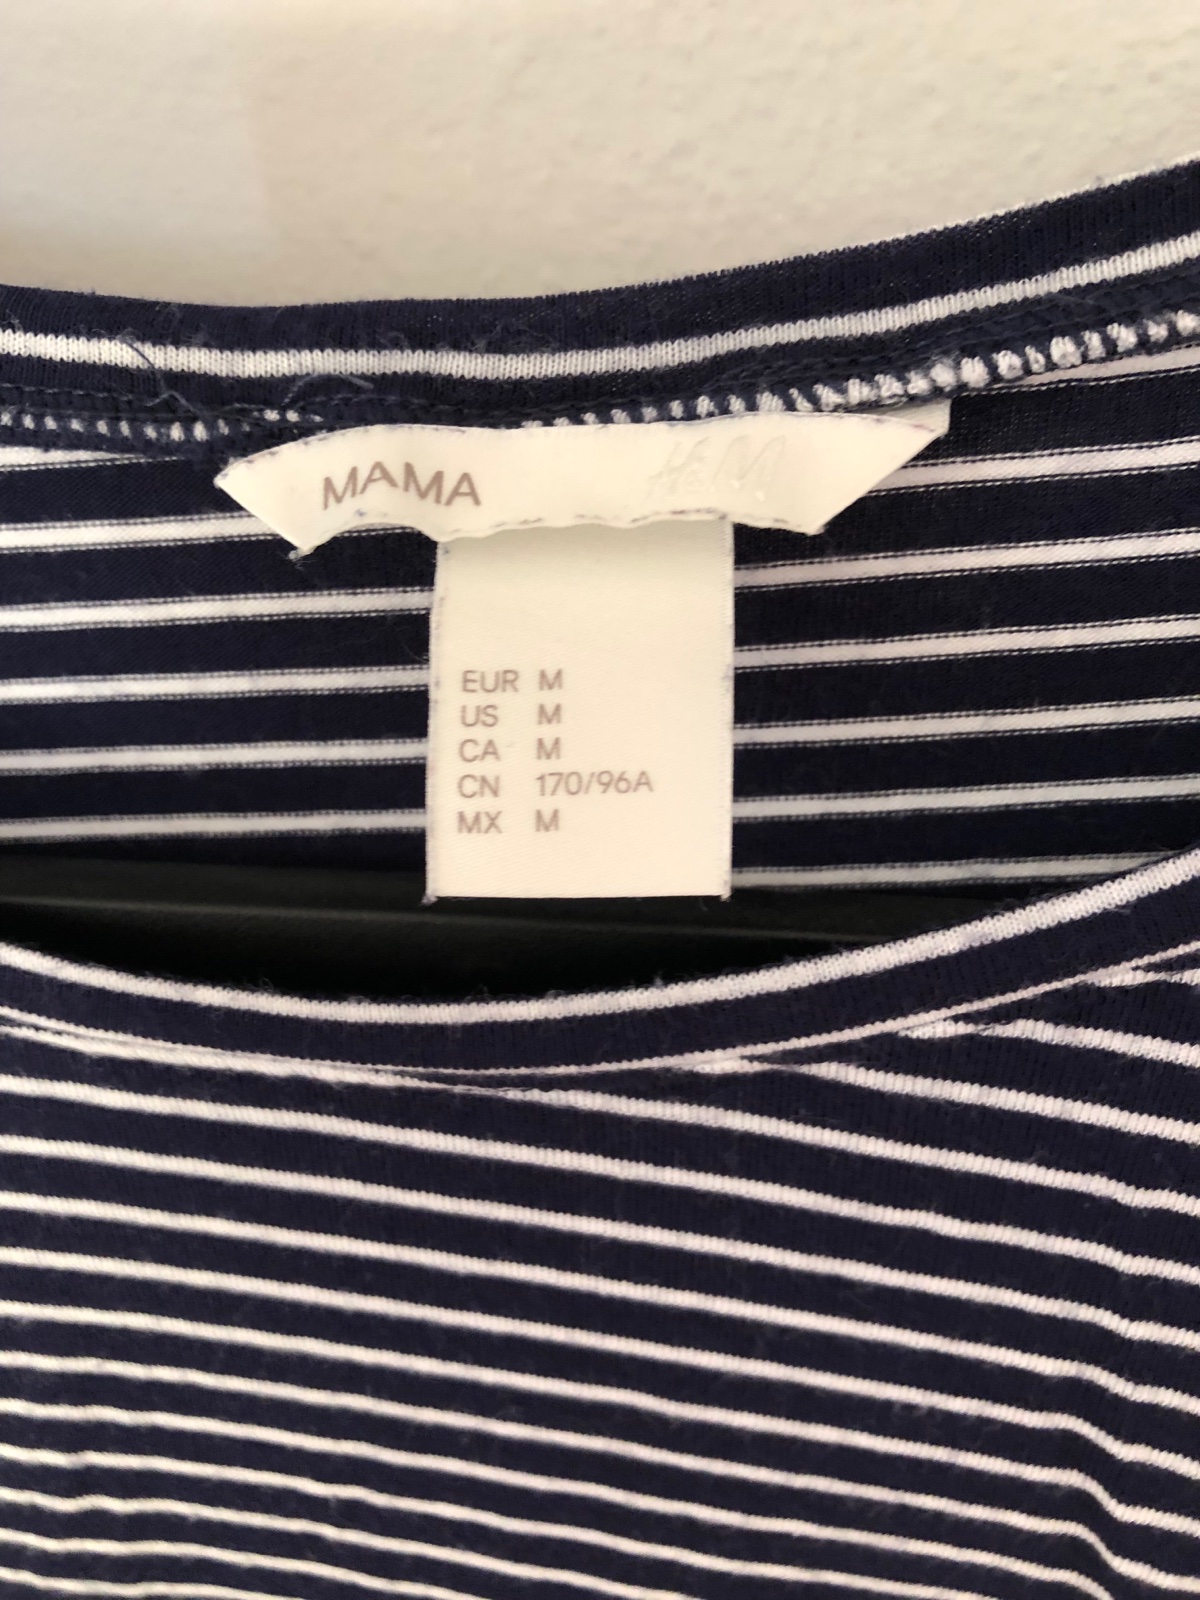 MAMA H&M
EUR M
US M
CA M
CN 170/96A
MX M